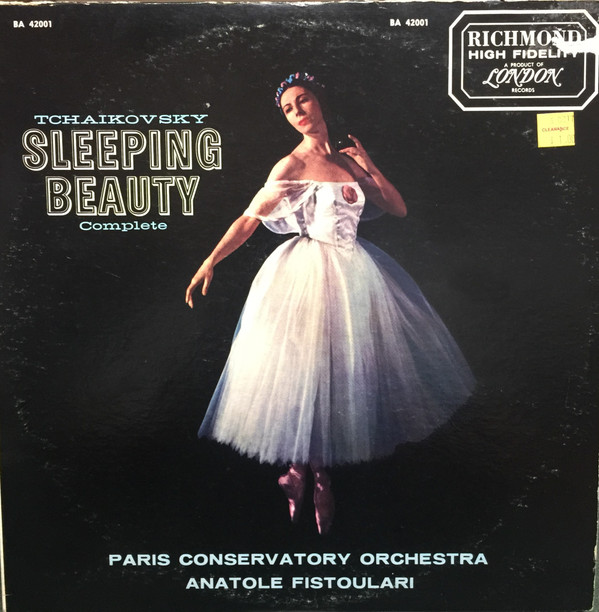 BA 42001
BA 42001
RICHMOND
HIGH FIDELITY
A PRODUCT OF
LONDON
RECORDS
CLEARANCE
TCHAIKOVSKY
SLEEPING
BEAUTY
Complete
PARIS CONSERVATORY ORCHESTRA
ANATOLE FISTOULARI